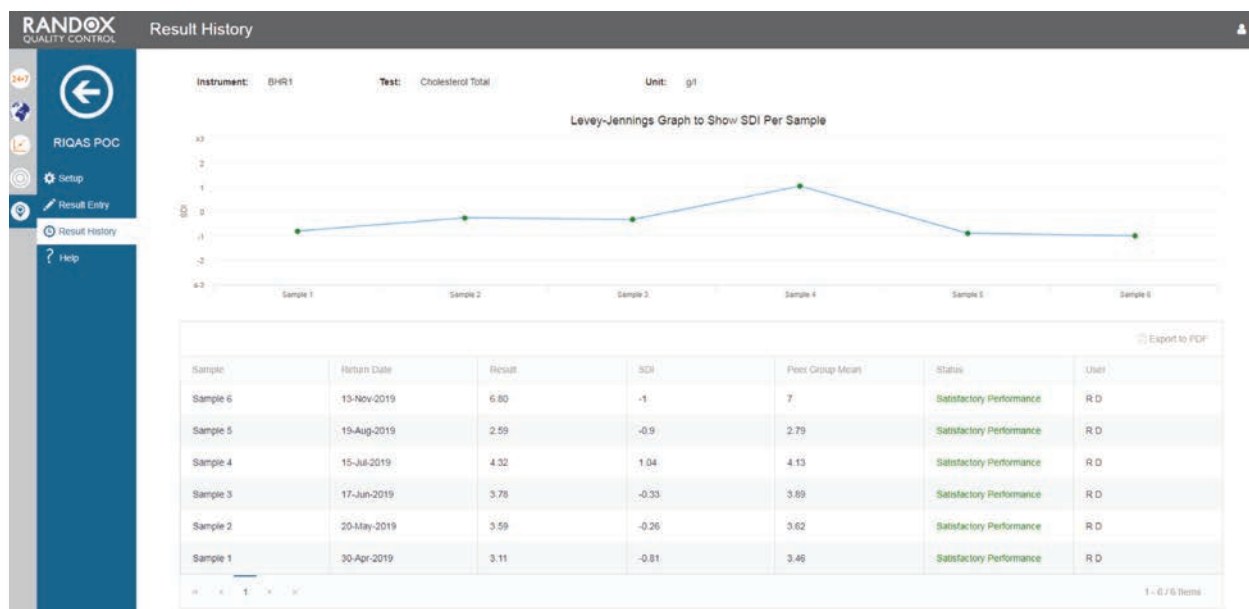 RANDOX
QUALITY CONTROL
Result History
24•7
RIQAS POC
Setup
Result Entry
Result History
? Help
Instrument: BHR1 Test: Cholesterol Total Unit: g/l
Levey-Jennings Graph to Show SDI Per Sample
SDI
≥3
2
1
0
-1
-2
≤-3
Sample 1 Sample 2 Sample 3 Sample 4 Sample 5 Sample 6
Export to PDF
Sample Return Date Result SDI Peer Group Mean Status User
Sample 6 13-Nov-2019 6.80 -1 7 Satisfactory Performance R D
Sample 5 19-Aug-2019 2.59 -0.9 2.79 Satisfactory Performance R D
Sample 4 15-Jul-2019 4.32 1.04 4.13 Satisfactory Performance R D
Sample 3 17-Jun-2019 3.78 -0.33 3.89 Satisfactory Performance R D
Sample 2 20-May-2019 3.59 -0.26 3.62 Satisfactory Performance R D
Sample 1 30-Apr-2019 3.11 -0.81 3.46 Satisfactory Performance R D
1
1 - 6 / 6 Items